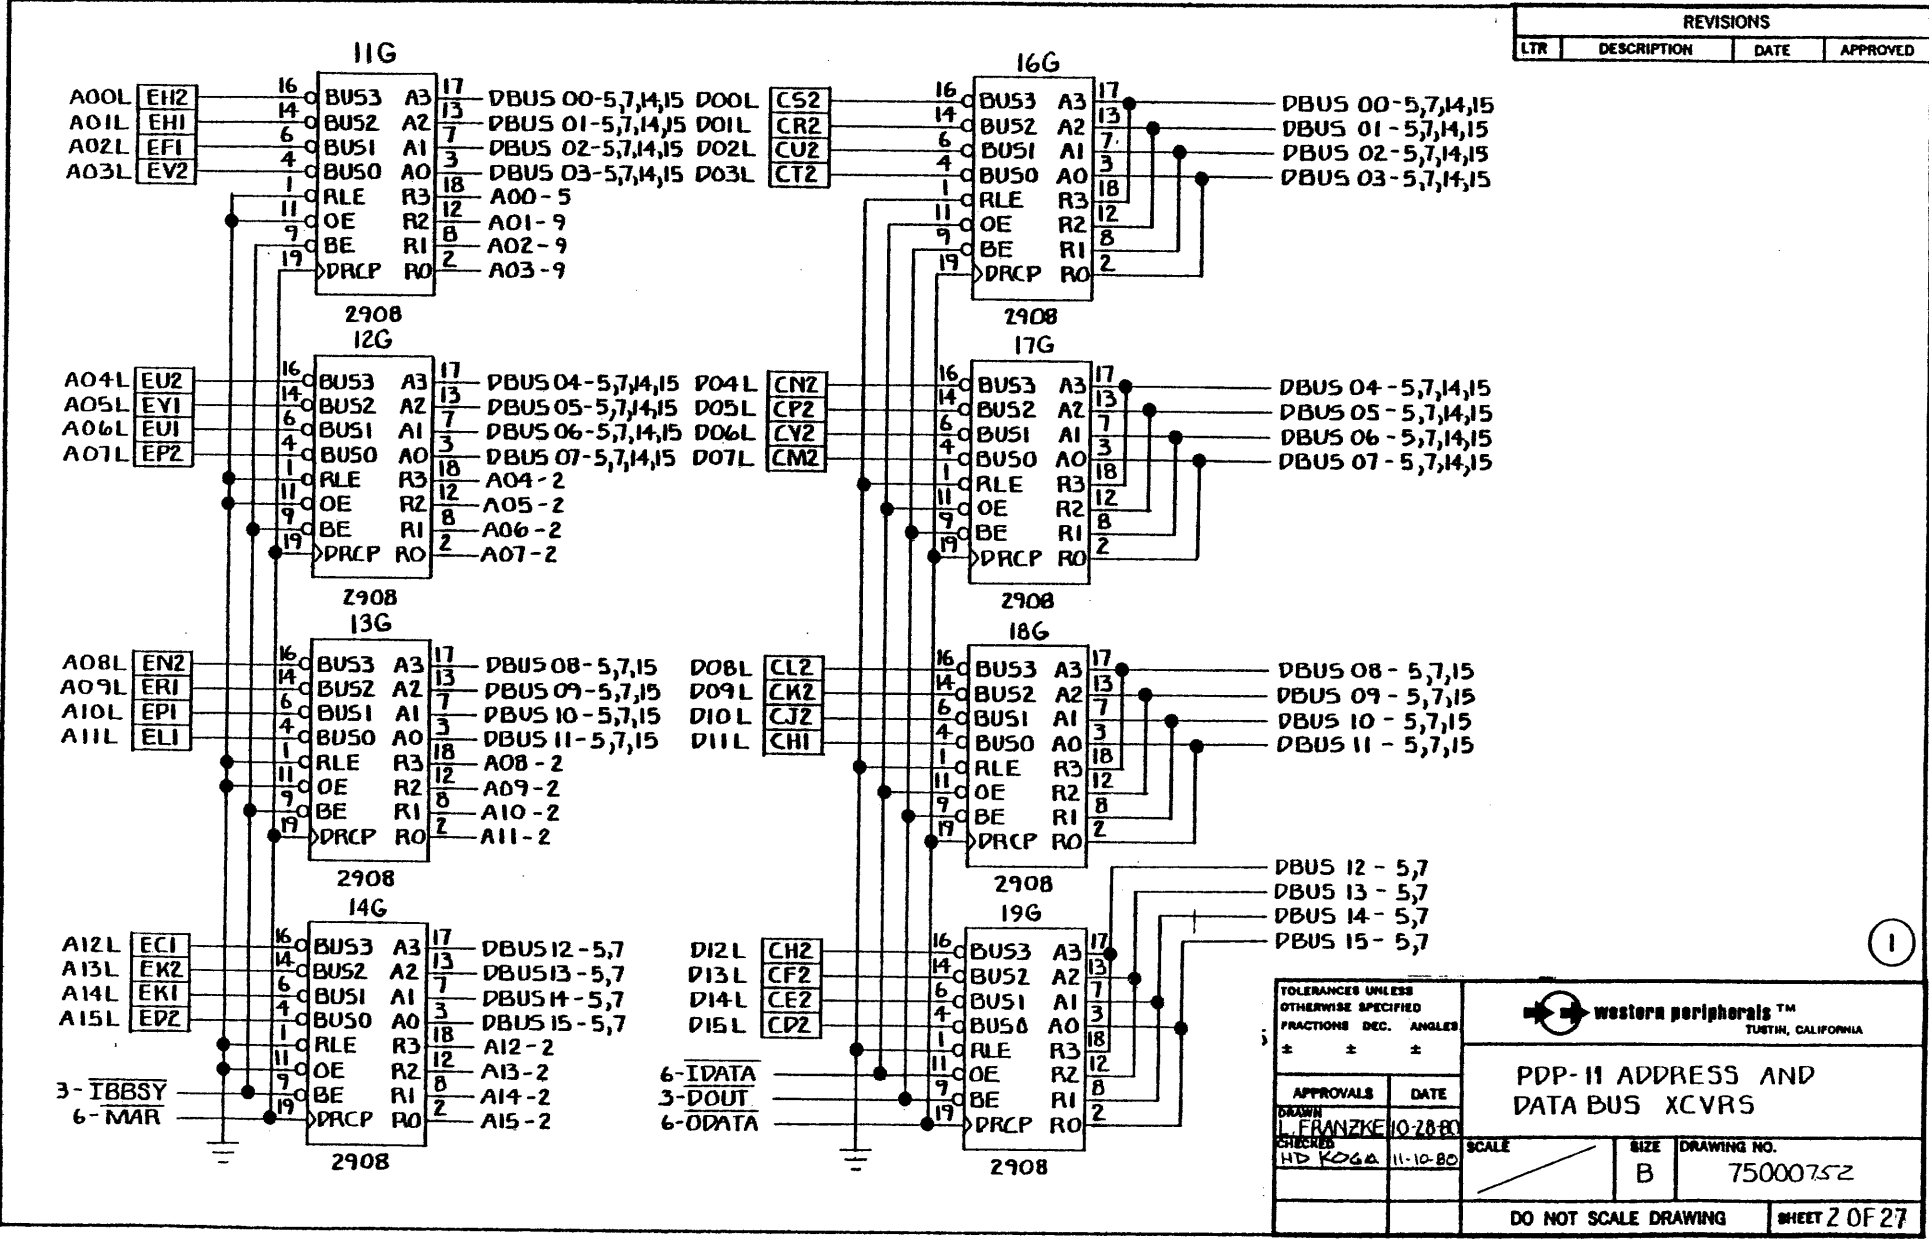 REVISIONS
LTR DESCRIPTION DATE APPROVED
11G
A00L EH2 16 BUS3 A3 17 DBUS 00-5,7,14,15
A01L EH1 14 BUS2 A2 13 DBUS 01-5,7,14,15
A02L EF1 6 BUS1 A1 7 DBUS 02-5,7,14,15
A03L EV2 4 BUS0 A0 3 DBUS 03-5,7,14,15
1 RLE R3 18 A00-5
11 OE R2 12 A01-9
9 BE R1 8 A02-9
19 DRCP R0 2 A03-9
2908
12G
A04L EU2 16 BUS3 A3 17 DBUS 04-5,7,14,15
A05L EV1 14 BUS2 A2 13 DBUS 05-5,7,14,15
A06L EU1 6 BUS1 A1 7 DBUS 06-5,7,14,15
A07L EP2 4 BUS0 A0 3 DBUS 07-5,7,14,15
1 RLE R3 18 A04-2
11 OE R2 12 A05-2
9 BE R1 8 A06-2
19 DRCP R0 2 A07-2
2908
13G
A08L EN2 16 BUS3 A3 17 DBUS 08-5,7,15
A09L ER1 14 BUS2 A2 13 DBUS 09-5,7,15
A10L EP1 6 BUS1 A1 7 DBUS 10-5,7,15
A11L EL1 4 BUS0 A0 3 DBUS 11-5,7,15
1 RLE R3 18 A08-2
11 OE R2 12 A09-2
9 BE R1 8 A10-2
19 DRCP R0 2 A11-2
2908
14G
A12L EC1 16 BUS3 A3 17 DBUS 12-5,7
A13L EK2 14 BUS2 A2 13 DBUS 13-5,7
A14L EK1 6 BUS1 A1 7 DBUS 14-5,7
A15L ED2 4 BUS0 A0 3 DBUS 15-5,7
1 RLE R3 18 A12-2
11 OE R2 12 A13-2
3-IBBSY 9 BE R1 8 A14-2
6-MAR 19 DRCP R0 2 A15-2
2908
16G
D00L CS2 16 BUS3 A3 17 DBUS 00-5,7,14,15
D01L CR2 14 BUS2 A2 13 DBUS 01-5,7,14,15
D02L CU2 6 BUS1 A1 7 DBUS 02-5,7,14,15
D03L CT2 4 BUS0 A0 3 DBUS 03-5,7,14,15
1 RLE R3 18
11 OE R2 12
9 BE R1 8
19 DRCP R0 2
2908
17G
D04L CN2 16 BUS3 A3 17 DBUS 04-5,7,14,15
D05L CP2 14 BUS2 A2 13 DBUS 05-5,7,14,15
D06L CV2 6 BUS1 A1 7 DBUS 06-5,7,14,15
D07L CM2 4 BUS0 A0 3 DBUS 07-5,7,14,15
1 RLE R3 18
11 OE R2 12
9 BE R1 8
19 DRCP R0 2
2908
18G
D08L CL2 16 BUS3 A3 17 DBUS 08-5,7,15
D09L CK2 14 BUS2 A2 13 DBUS 09-5,7,15
D10L CJ2 6 BUS1 A1 7 DBUS 10-5,7,15
D11L CH1 4 BUS0 A0 3 DBUS 11-5,7,15
1 RLE R3 18
11 OE R2 12
9 BE R1 8
19 DRCP R0 2
2908
DBUS 12-5,7
DBUS 13-5,7
DBUS 14-5,7
DBUS 15-5,7
19G
D12L CH2 16 BUS3 A3 17
D13L CF2 14 BUS2 A2 13
D14L CE2 6 BUS1 A1 7
D15L CD2 4 BUS0 A0 3
1 RLE R3 18
6-IDATA 11 OE R2 12
3-DOUT 9 BE R1 8
6-ODATA 19 DRCP R0 2
2908
1
TOLERANCES UNLESS
OTHERWISE SPECIFIED
FRACTIONS DEC. ANGLES
± ± ±
APPROVALS DATE
DRAWN
L. FRANZKE 10-28-80
CHECKED
HD KOGA 11-10-80
western peripherals ™
TUSTIN, CALIFORNIA
PDP-11 ADDRESS AND
DATA BUS XCVRS
SCALE SIZE DRAWING NO.
B 75000752
DO NOT SCALE DRAWING SHEET 2 OF 27